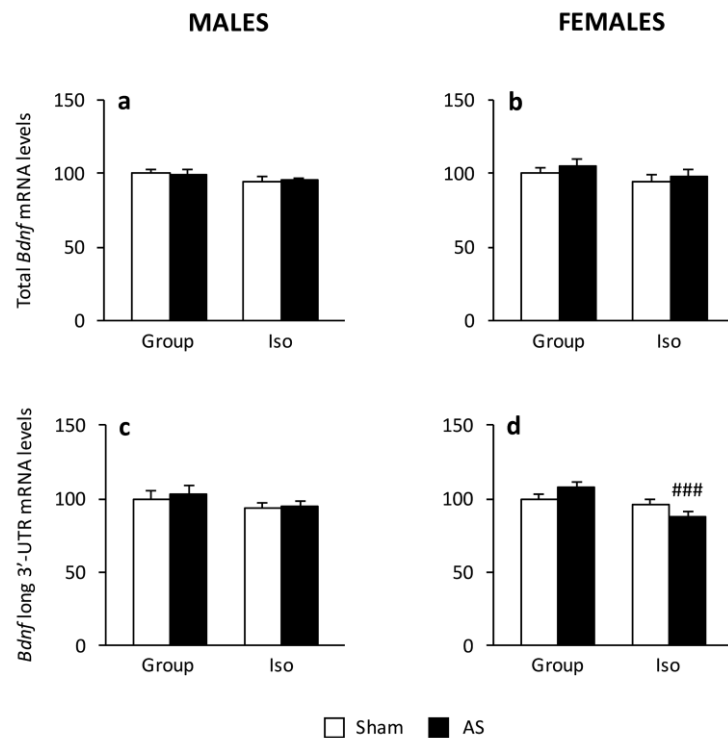 MALES
FEMALES
Total Bdnf mRNA levels
a
150
100
50
0
Group Iso
b
150
100
50
0
Group Iso
Bdnf long 3′-UTR mRNA levels
c
150
100
50
0
Group Iso
d
150
100
50
0
###
Group Iso
Sham AS